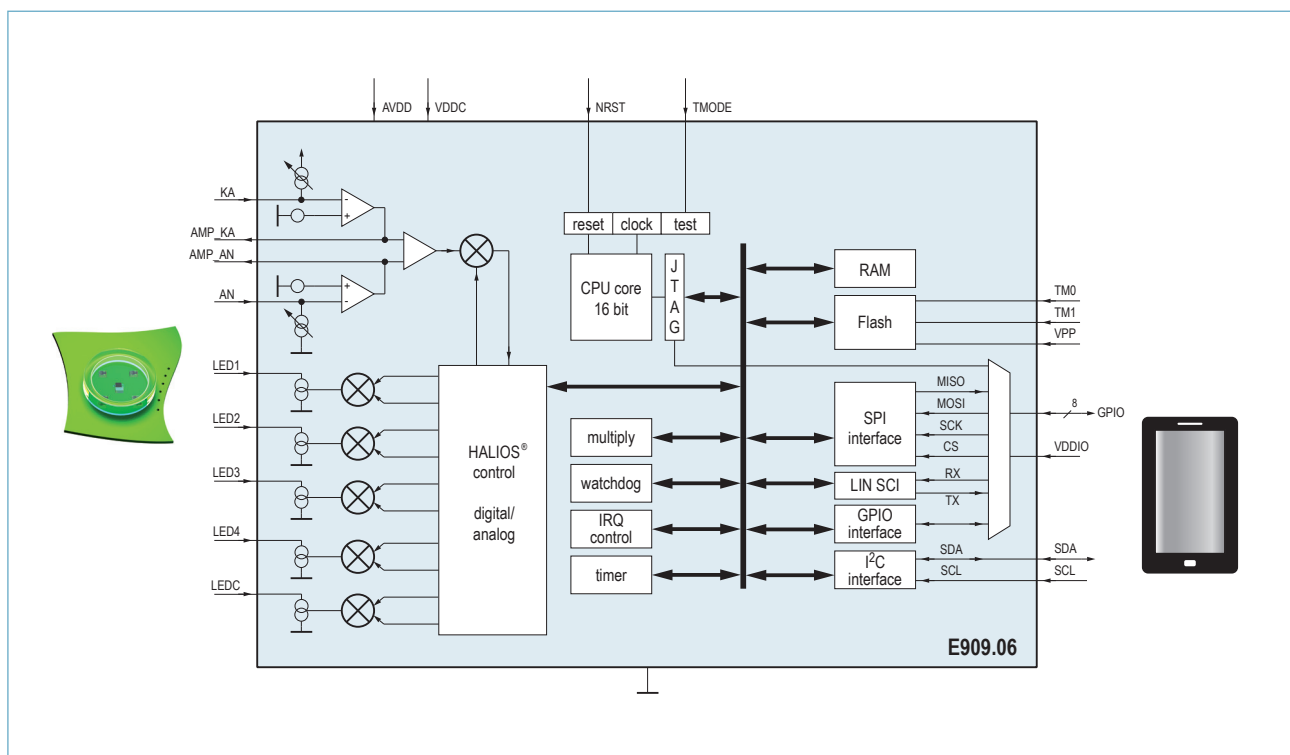 AVDD
VDDC
NRST
TMODE
KA
-
+
AMP_KA
AMP_AN
+
-
AN
reset
clock
test
CPU core
16 bit
JTAG
RAM
Flash
TM0
TM1
VPP
LED1
LED2
LED3
LED4
LEDC
HALIOS®
control
digital/
analog
multiply
watchdog
IRQ
control
timer
SPI
interface
MISO
MOSI
SCK
CS
LIN SCI
RX
TX
GPIO
interface
I²C
interface
SDA
SCL
8
GPIO
VDDIO
SDA
SCL
E909.06